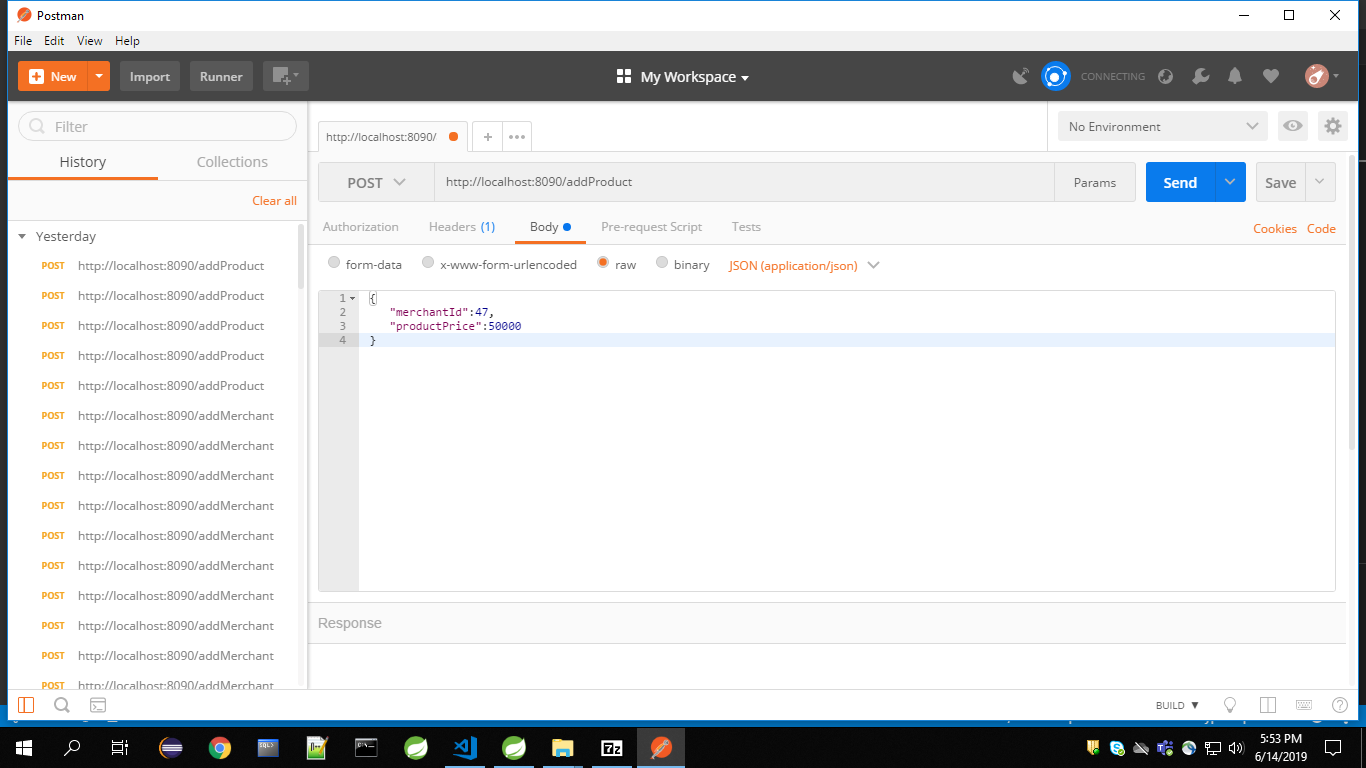 Postman
File Edit View Help
New Import Runner My Workspace CONNECTING
Filter
History Collections
Clear all
Yesterday
POST http://localhost:8090/addProduct
POST http://localhost:8090/addProduct
POST http://localhost:8090/addProduct
POST http://localhost:8090/addProduct
POST http://localhost:8090/addProduct
POST http://localhost:8090/addMerchant
POST http://localhost:8090/addMerchant
POST http://localhost:8090/addMerchant
POST http://localhost:8090/addMerchant
POST http://localhost:8090/addMerchant
POST http://localhost:8090/addMerchant
POST http://localhost:8090/addMerchant
POST http://localhost:8090/addMerchant
POST http://localhost:8090/addMerchant
POST http://localhost:8090/addMerchant
http://localhost:8090/
No Environment
POST http://localhost:8090/addProduct Params Send Save
Authorization Headers (1) Body Pre-request Script Tests Cookies Code
form-data x-www-form-urlencoded raw binary JSON (application/json)
1 {
2 "merchantId":47,
3 "productPrice":50000
4 }
Response
BUILD
5:53 PM
6/14/2019